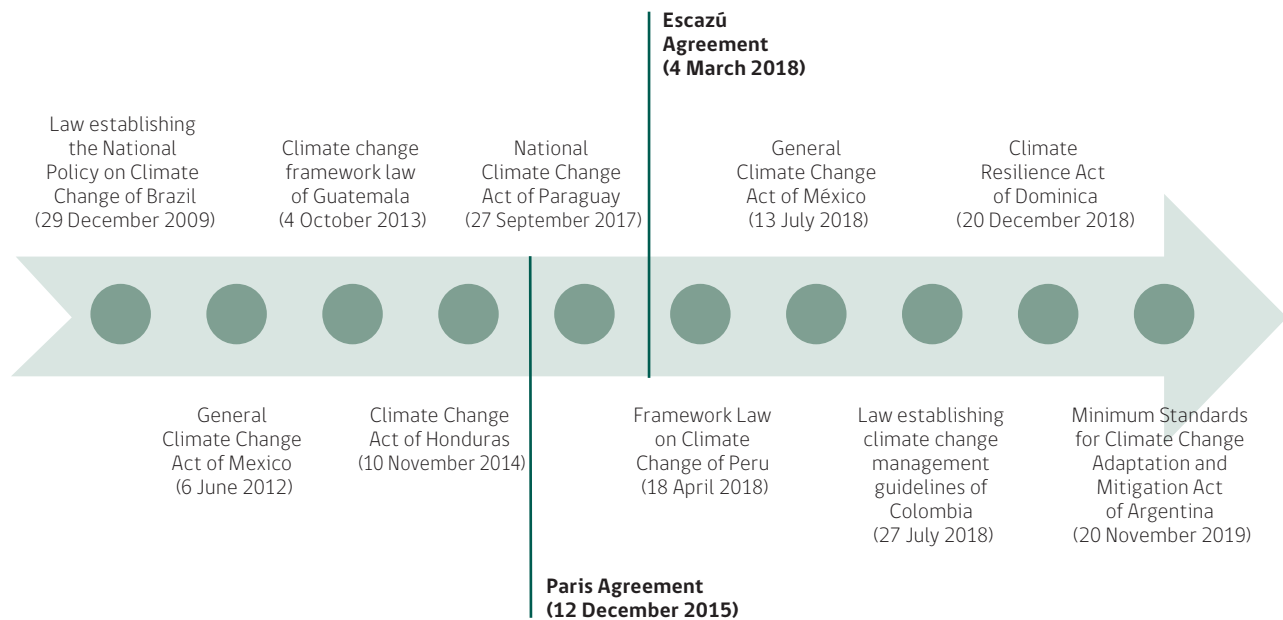 Escazú
Agreement
(4 March 2018)
Law establishing
the National
Policy on Climate
Change of Brazil
(29 December 2009)
Climate change
framework law
of Guatemala
(4 October 2013)
National
Climate Change
Act of Paraguay
(27 September 2017)
General
Climate Change
Act of México
(13 July 2018)
Climate
Resilience Act
of Dominica
(20 December 2018)
General
Climate Change
Act of Mexico
(6 June 2012)
Climate Change
Act of Honduras
(10 November 2014)
Framework Law
on Climate
Change of Peru
(18 April 2018)
Law establishing
climate change
management
guidelines of
Colombia
(27 July 2018)
Minimum Standards
for Climate Change
Adaptation and
Mitigation Act
of Argentina
(20 November 2019)
Paris Agreement
(12 December 2015)